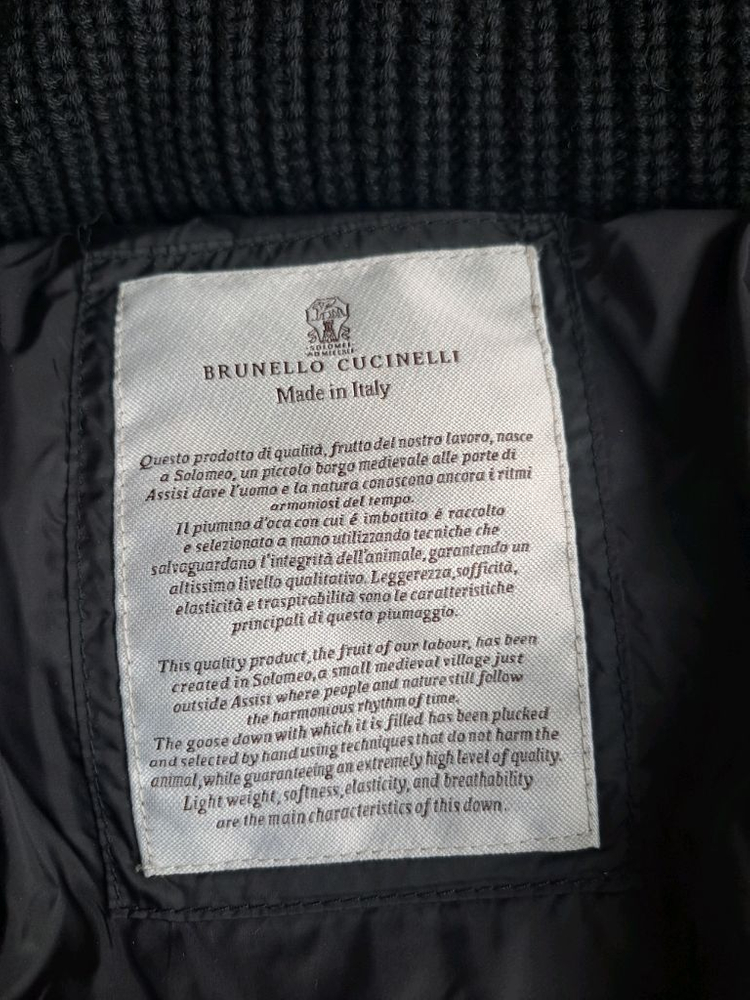 SOLOMEI
BRUNELLO CUCINELLI
Made in Italy
Questo prodotto di qualità, frutto del nostro lavoro, nasce
a Solomeo, un piccolo borgo medievale alle porte di
Assisi dave l'uomo e la natura conoscono ancora i ritmi
armoniosi del tempo.
Il piumino d'oca con cui é imbottito é raccolto
e selezionato a mano utilizzando tecniche che
salvaguardano l'integrità dell'animale, garantendo un
altissimo livello qualitativo. Leggerezza, sofficità,
elasticità e traspirabilità sono le caratteristiche
principali di questo piumaggio.
This quality product, the fruit of our labour, has been
created in Solomeo, a small medieval village just
outside Assisi where people and nature still follow
the harmonious rhythm of time.
The goose down with which it is filled has been plucked
and selected by hand using techniques that do not harm the
animal, while guaranteeing an extremely high level of quality.
Light weight, softness, elasticity, and breathability
are the main characteristics of this down.